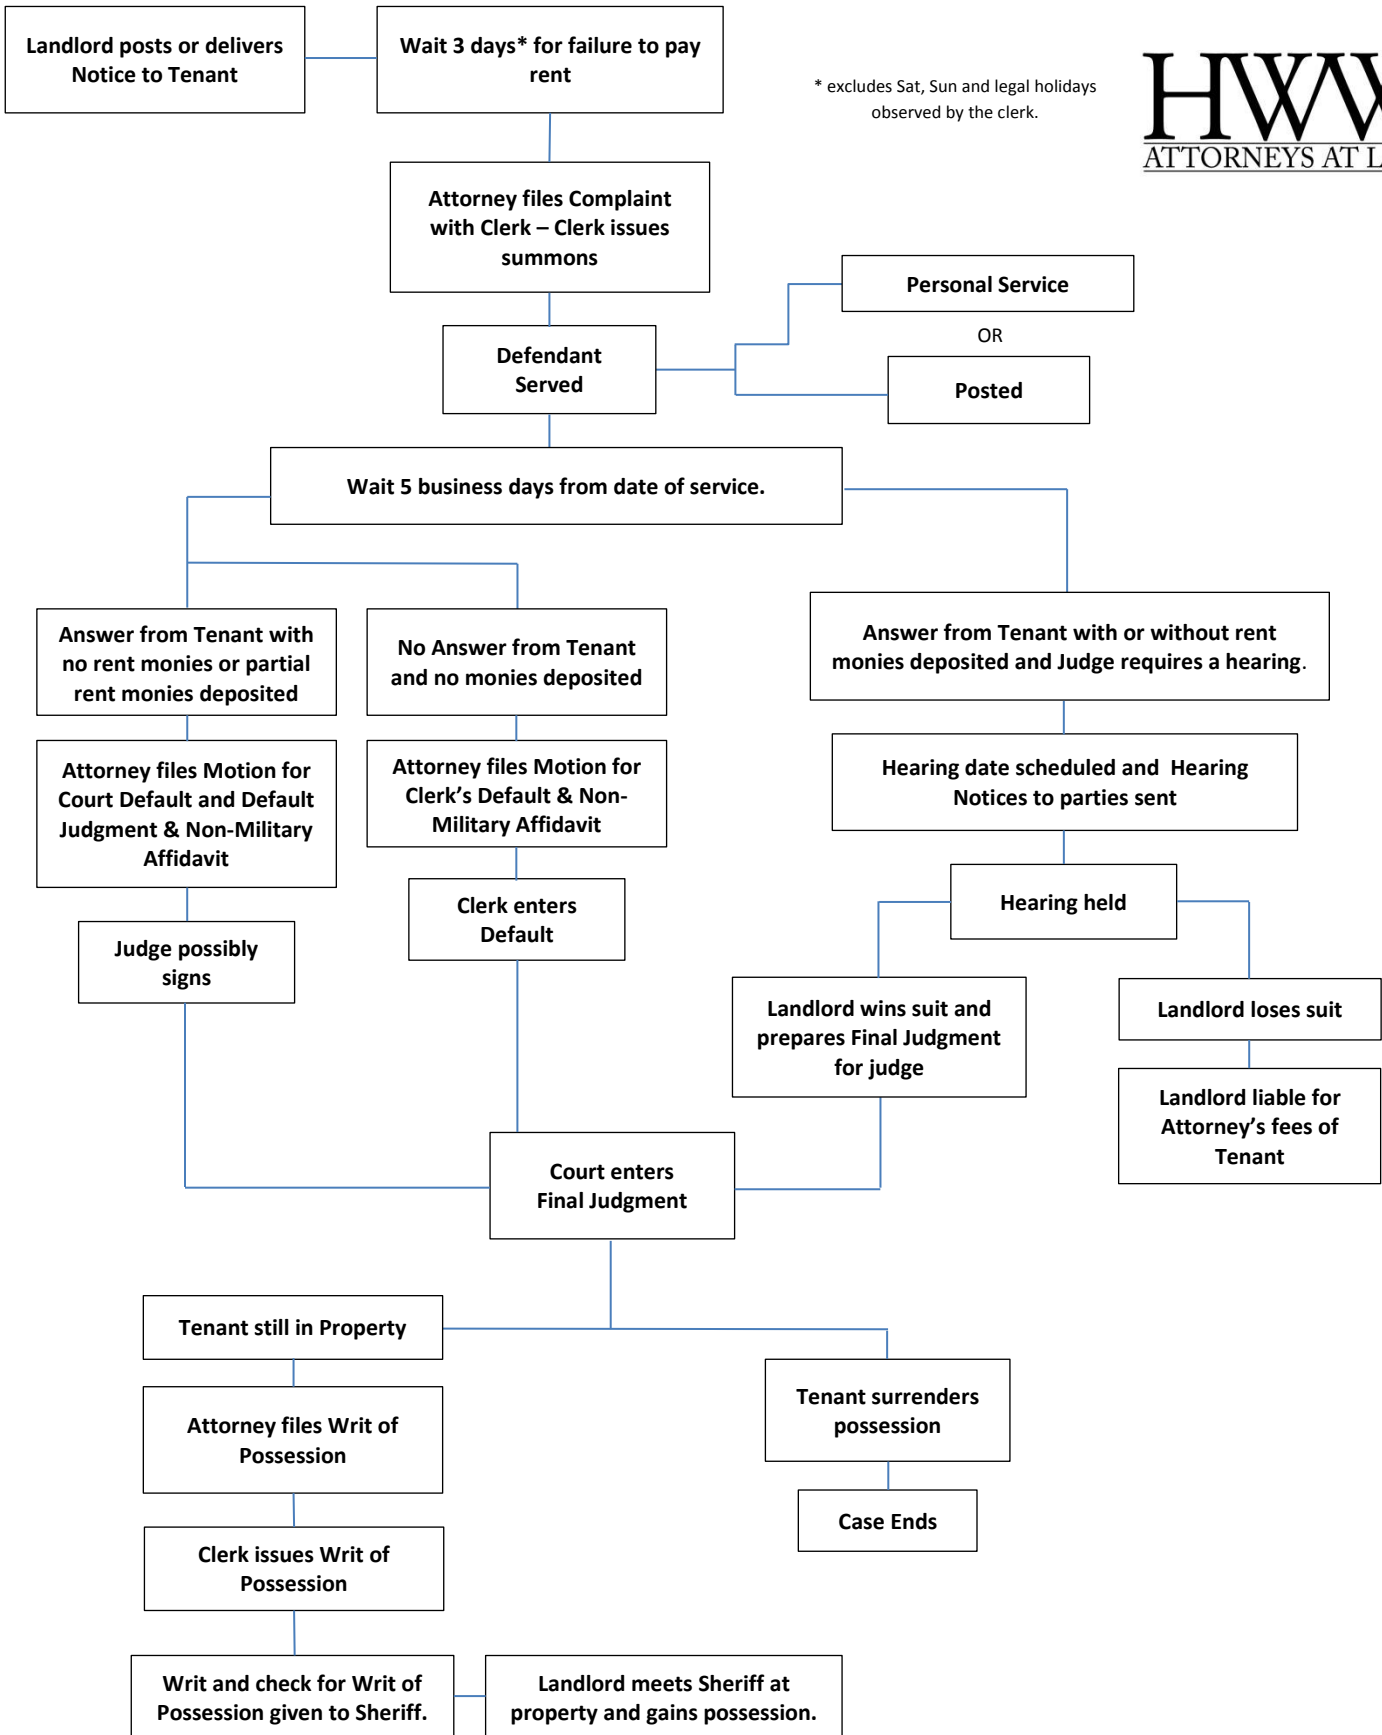 Landlord posts or delivers
Notice to Tenant
Wait 3 days* for failure to pay
rent
* excludes Sat, Sun and legal holidays
observed by the clerk.
HWW
ATTORNEYS AT L
Attorney files Complaint
with Clerk – Clerk issues
summons
Personal Service
OR
Defendant
Served
Posted
Wait 5 business days from date of service.
Answer from Tenant with
no rent monies or partial
rent monies deposited
No Answer from Tenant
and no monies deposited
Answer from Tenant with or without rent
monies deposited and Judge requires a hearing.
Attorney files Motion for
Court Default and Default
Judgment & Non-Military
Affidavit
Attorney files Motion for
Clerk’s Default & Non-
Military Affidavit
Hearing date scheduled and  Hearing
Notices to parties sent
Clerk enters
Default
Hearing held
Judge possibly
signs
Landlord wins suit and
prepares Final Judgment
for judge
Landlord loses suit
Landlord liable for
Attorney’s fees of
Tenant
Court enters
Final Judgment
Tenant still in Property
Tenant surrenders
possession
Attorney files Writ of
Possession
Case Ends
Clerk issues Writ of
Possession
Writ and check for Writ of
Possession given to Sheriff.
Landlord meets Sheriff at
property and gains possession.